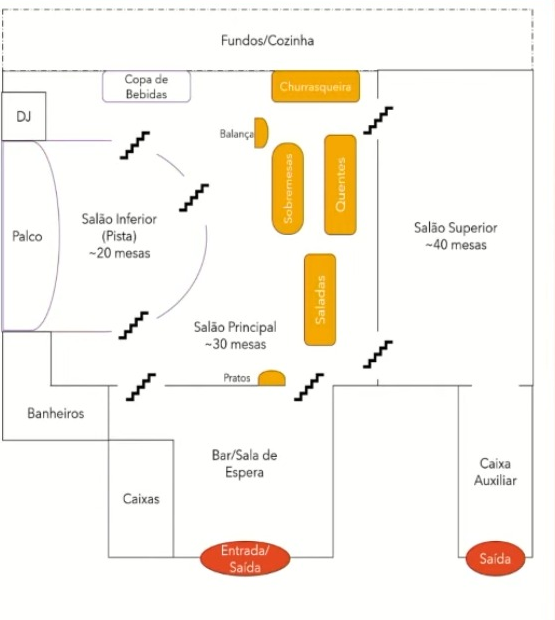 Fundos/Cozinha
Copa de
Bebidas
Churrasqueira
DJ
Balança
Sobremesas
Quentes
Palco
Salão Inferior
(Pista)
~20 mesas
Salão Superior
~40 mesas
Saladas
Salão Principal
~30 mesas
Pratos
Banheiros
Bar/Sala de
Espera
Caixas
Caixa
Auxiliar
Entrada/
Saída
Saída